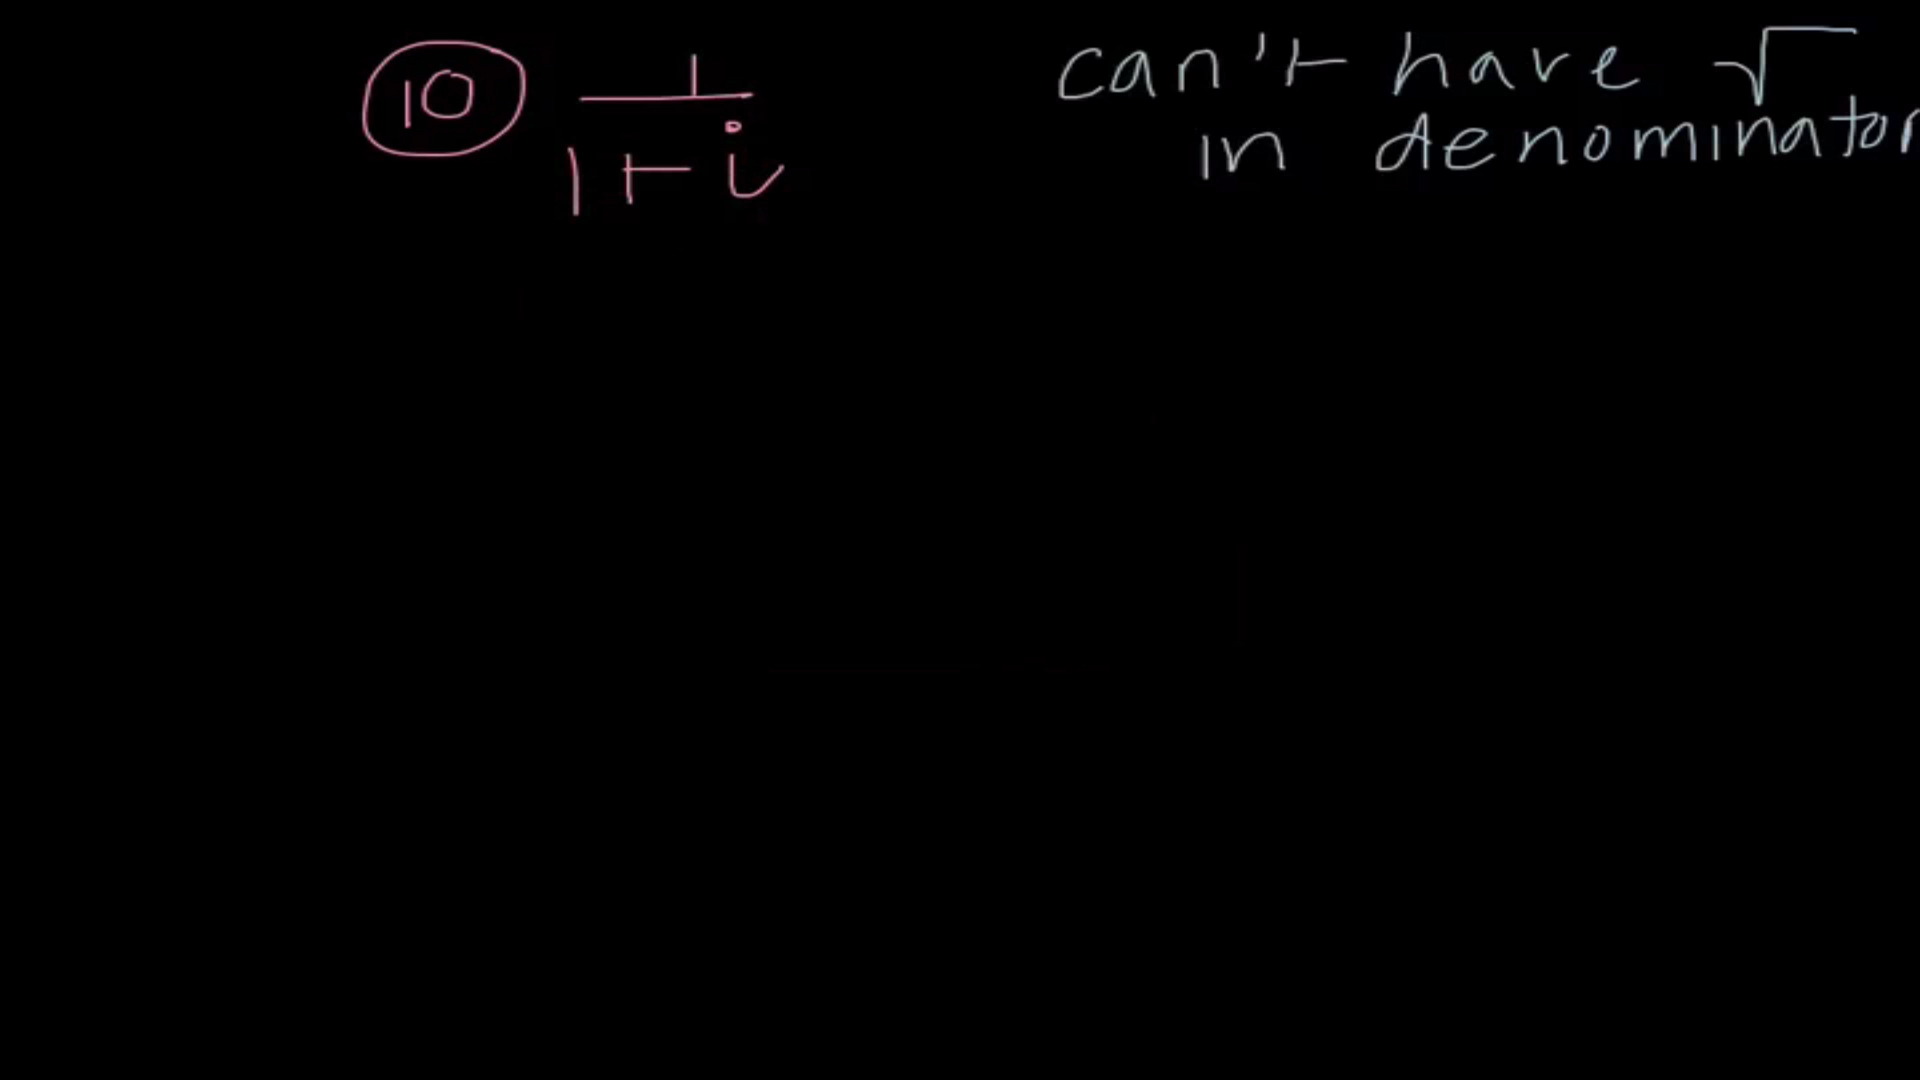 10 1/(1+i)
can't have √
in denominator